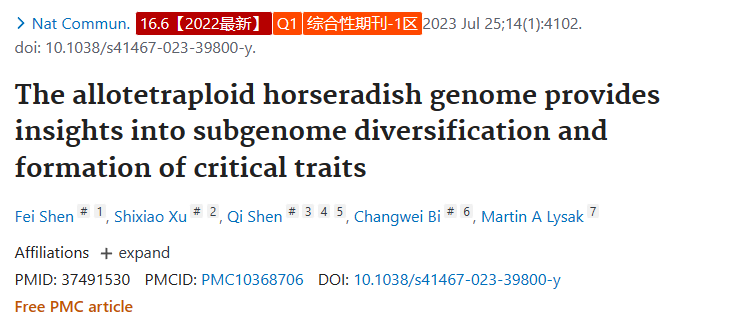 Nat Commun. 16.6【2022最新】 Q1 综合性期刊-1区 2023 Jul 25;14(1):4102.
doi: 10.1038/s41467-023-39800-y.
The allotetraploid horseradish genome provides
insights into subgenome diversification and
formation of critical traits
Fei Shen # 1, Shixiao Xu # 2, Qi Shen # 3 4 5, Changwei Bi # 6, Martin A Lysak 7
Affiliations + expand
PMID: 37491530 PMCID: PMC10368706 DOI: 10.1038/s41467-023-39800-y
Free PMC article